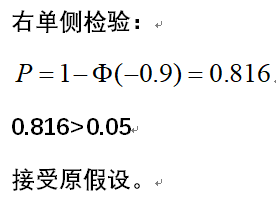 右单侧检验：
P = 1−Φ(−0.9) = 0.816.
0.816>0.05
接受原假设。